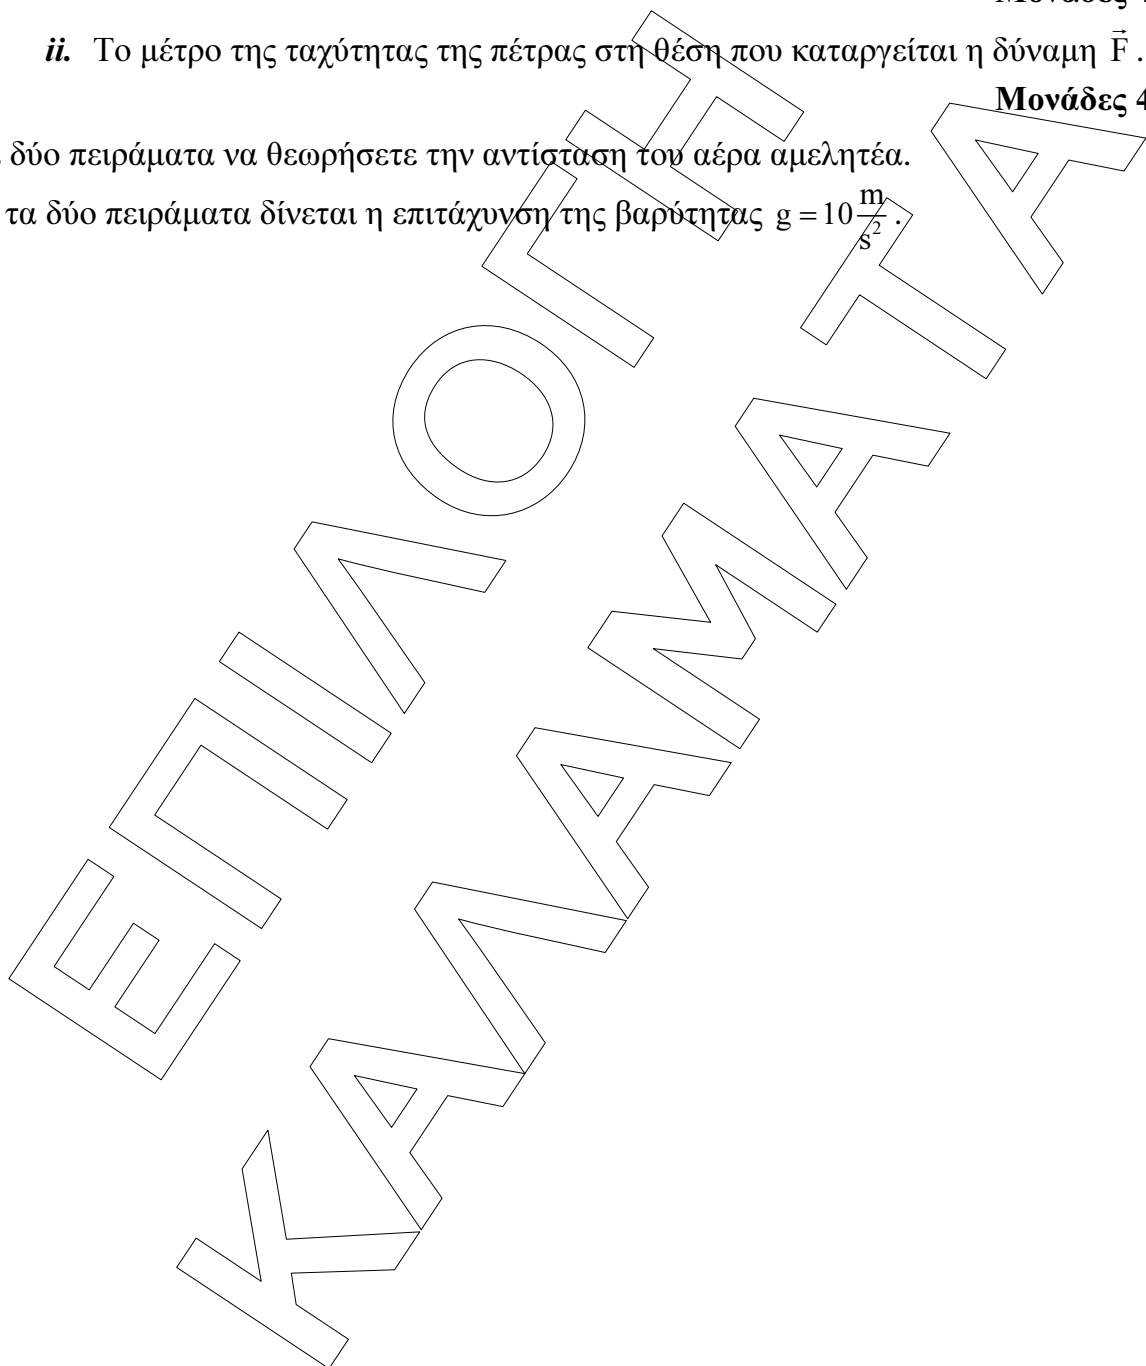 ii. Το μέτρο της ταχύτητας της πέτρας στη θέση που καταργείται η δύναμη F⃗ .
Μονάδες 4
δύο πειράματα να θεωρήσετε την αντίσταση του αέρα αμελητέα.
τα δύο πειράματα δίνεται η επιτάχυνση της βαρύτητας g = 10 m/s² .
ΕΠΙΛΟΓΗ
ΚΑΛΑΜΑΤΑ